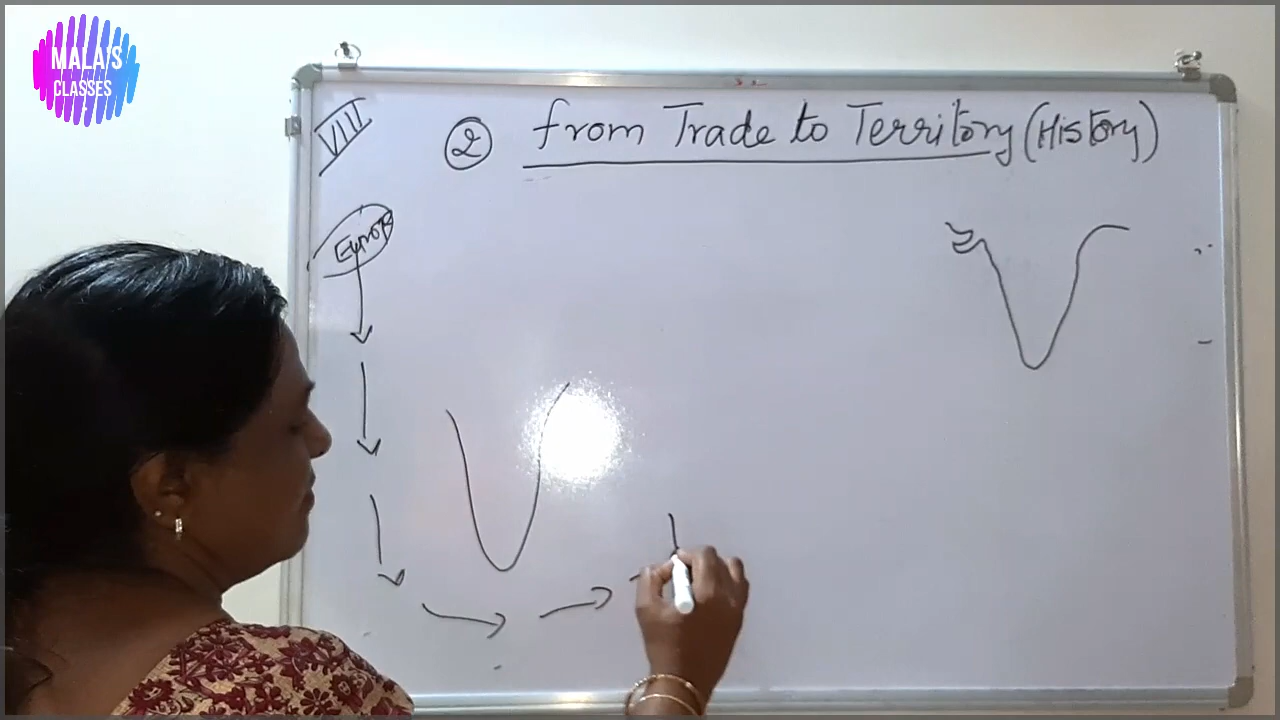 MALA'S
CLASSES
VIII
② from Trade to Territory (History)
Europe